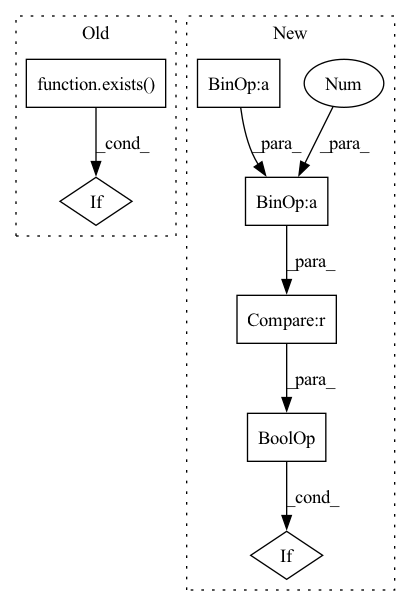 Old
function.exists()
_cond_
If
New
BinOp:a
Num
_para_
_para_
BinOp:a
_para_
Compare:r
_para_
BoolOp
_cond_
If